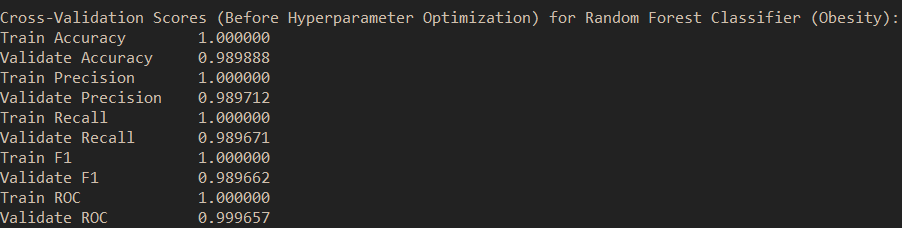 Cross-Validation Scores (Before Hyperparameter Optimization) for Random Forest Classifier (Obesity):
Train Accuracy 1.000000
Validate Accuracy 0.989888
Train Precision 1.000000
Validate Precision 0.989712
Train Recall 1.000000
Validate Recall 0.989671
Train F1 1.000000
Validate F1 0.989662
Train ROC 1.000000
Validate ROC 0.999657